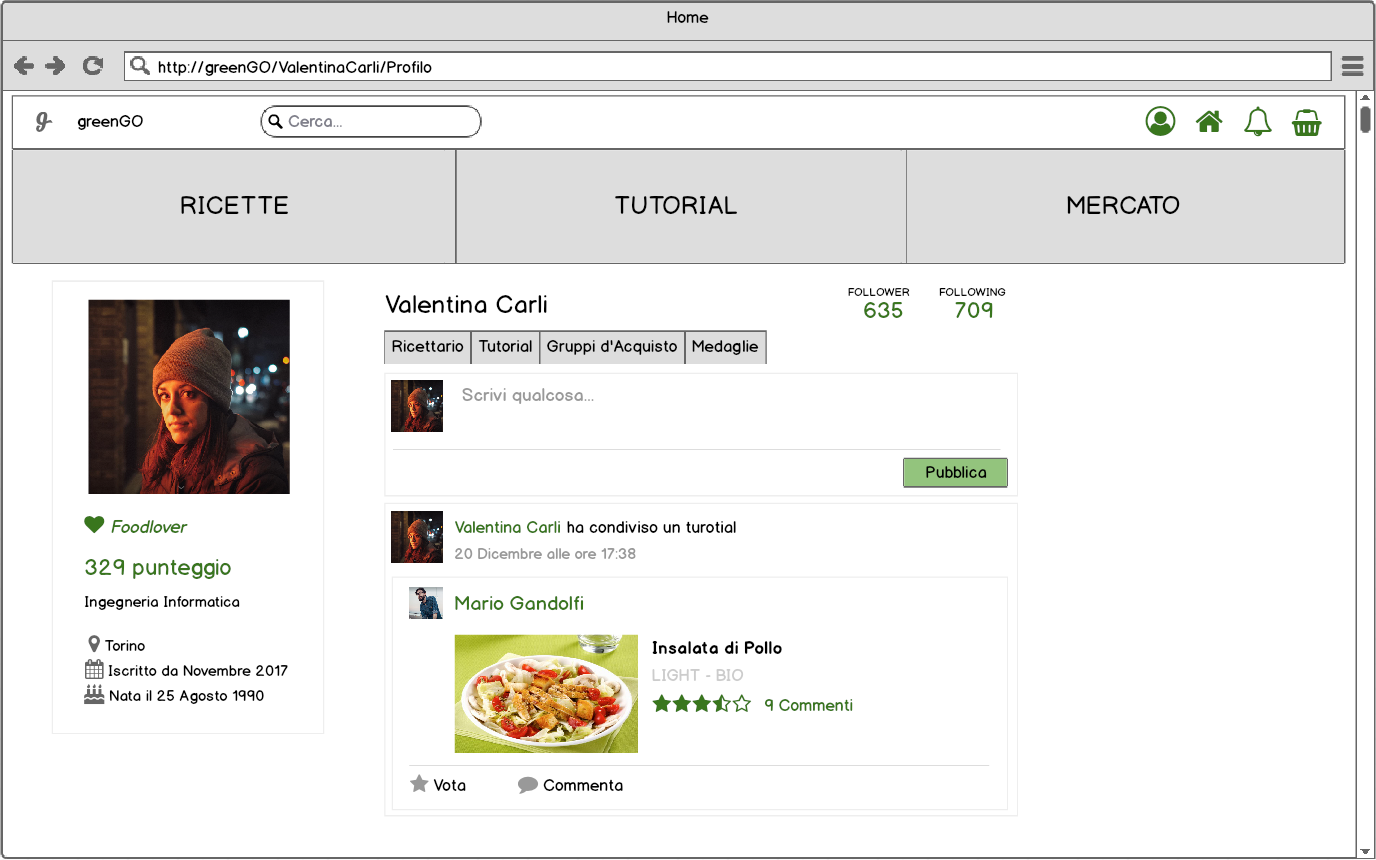 Home
http://greenGO/ValentinaCarli/Profilo
g greenGO Cerca...
RICETTE TUTORIAL MERCATO
Valentina Carli
FOLLOWER FOLLOWING
635 709
Ricettario Tutorial Gruppi d'Acquisto Medaglie
Scrivi qualcosa...
Pubblica
Foodlover
329 punteggio
Ingegneria Informatica
Torino
Iscritto da Novembre 2017
Nata il 25 Agosto 1990
Valentina Carli ha condiviso un turotial
20 Dicembre alle ore 17:38
Mario Gandolfi
Insalata di Pollo
LIGHT - BIO
9 Commenti
Vota Commenta